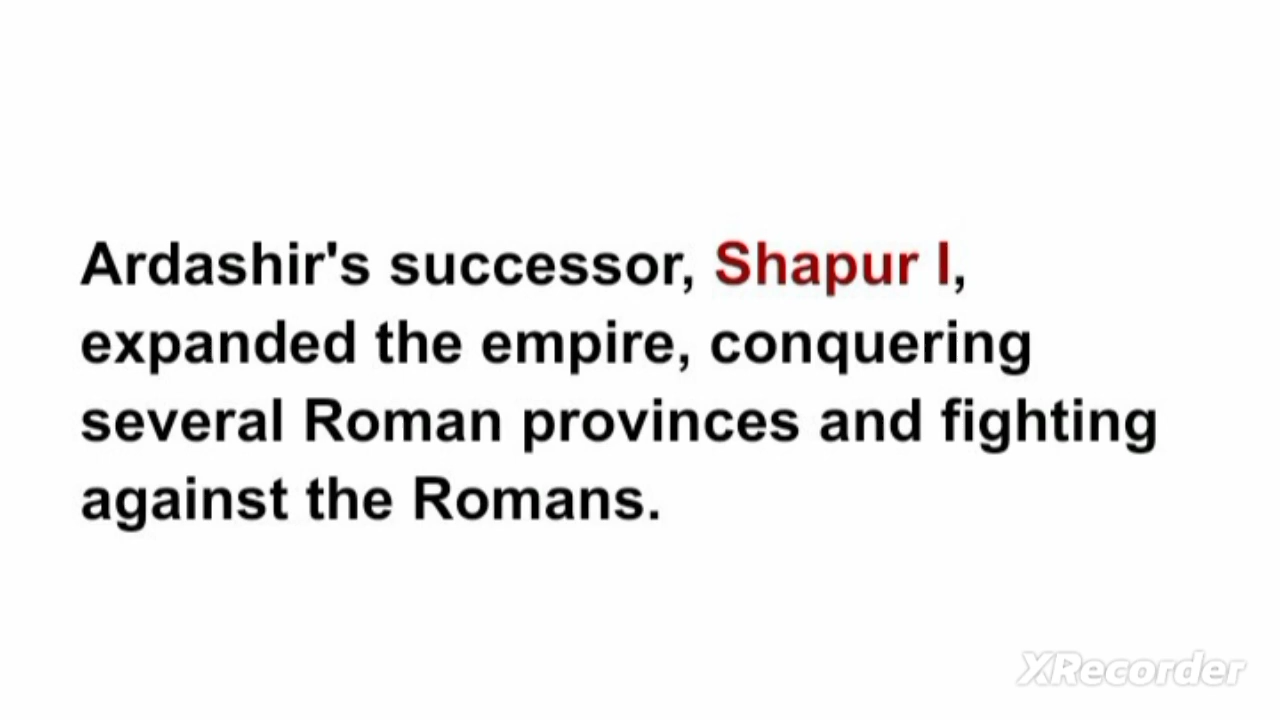 Ardashir's successor, Shapur I,
expanded the empire, conquering
several Roman provinces and fighting
against the Romans.
XRecorder